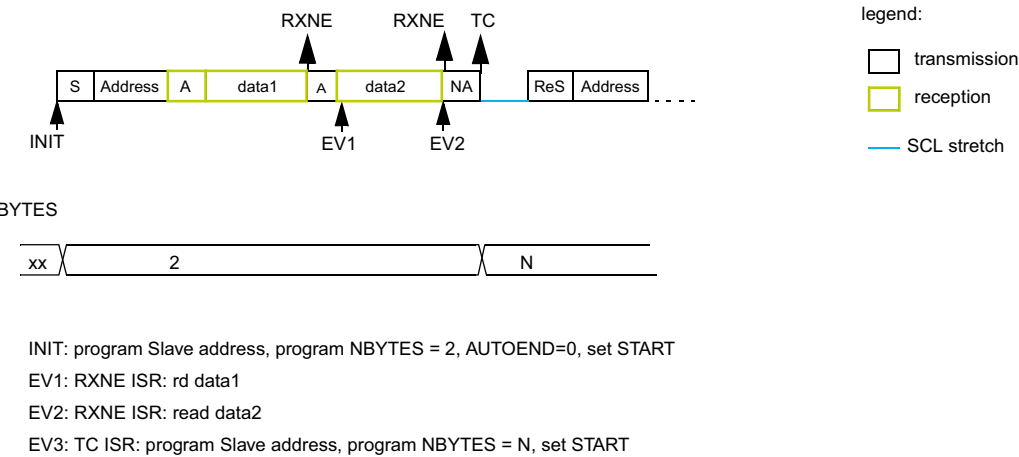 legend:
RXNE RXNE TC
transmission
S Address A data1 A data2 NA ReS Address
reception
INIT EV1 EV2
SCL stretch
BYTES
xx 2 N
INIT: program Slave address, program NBYTES = 2, AUTOEND=0, set START
EV1: RXNE ISR: rd data1
EV2: RXNE ISR: read data2
EV3: TC ISR: program Slave address, program NBYTES = N, set START